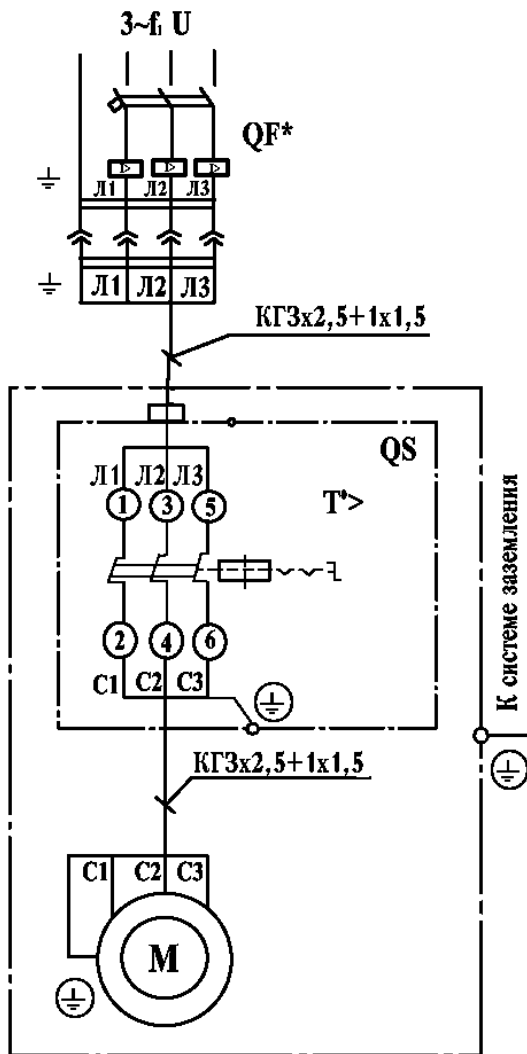 3~f₁ U
QF*
Л1 Л2 Л3
Л1 Л2 Л3
КГ3х2,5+1х1,5
QS
Л1 Л2 Л3
T°>
1 3 5
2 4 6
С1 С2 С3
К системе заземления
КГ3х2,5+1х1,5
С1 С2 С3
М